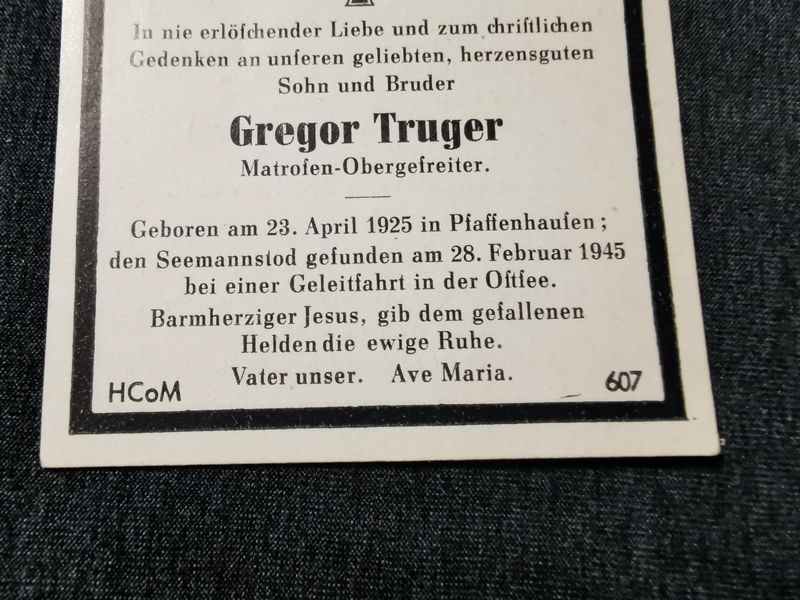 In nie erlöſchender Liebe und zum chriſtlichen
Gedenken an unſeren geliebten, herzensguten
Sohn und Bruder
Gregor Truger
Matroſen-Obergefreiter.
Geboren am 23. April 1925 in Pfaffenhauſen ;
den Seemannstod gefunden am 28. Februar 1945
bei einer Geleitfahrt in der Oſtſee.
Barmherziger Jesus, gib dem gefallenen
Helden die ewige Ruhe.
Vater unser. Ave Maria.
HCoM 607